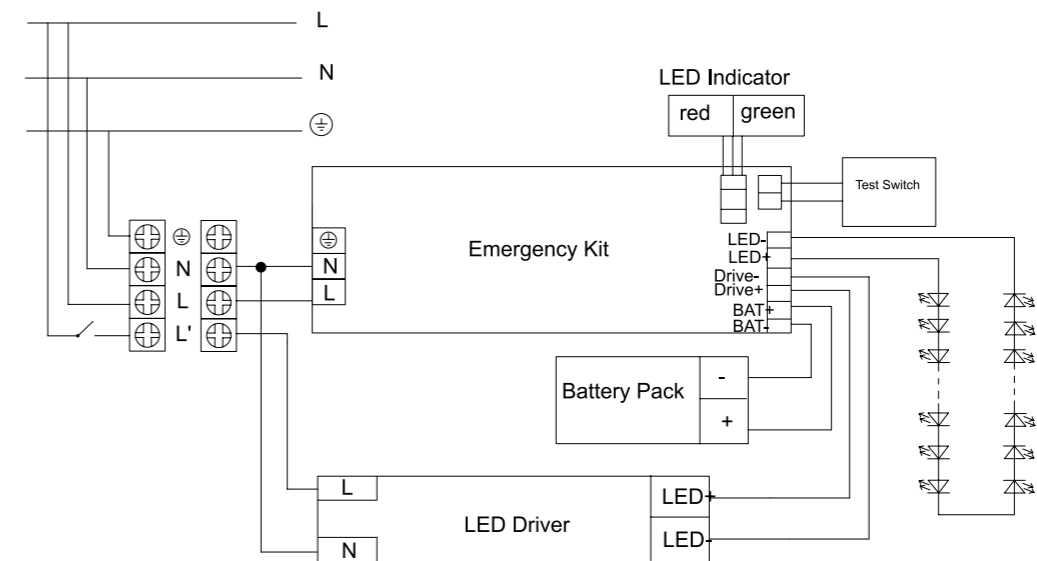 L
N
⏚
LED Indicator
red green
Test Switch
Emergency Kit
⏚
N
L
L'
⏚
N
L
LED-
LED+
Drive-
Drive+
BAT+
BAT-
Battery Pack
-
+
L
N
LED Driver
LED+
LED-